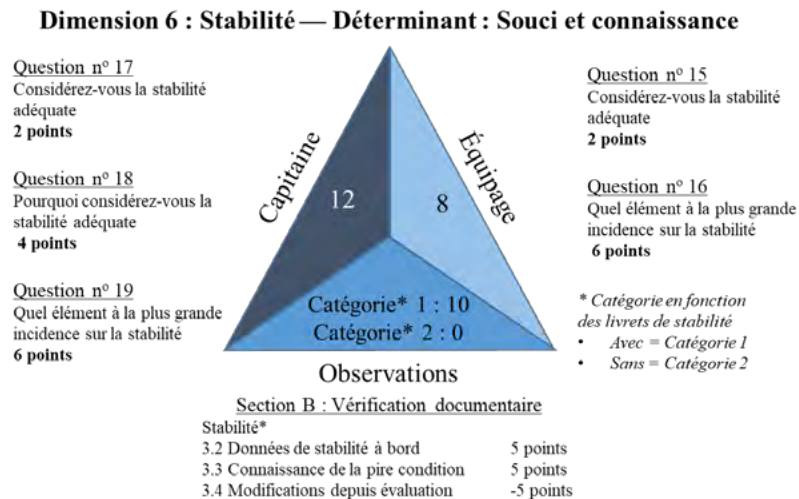 Dimension 6 : Stabilité — Déterminant : Souci et connaissance
Question nº 17
Considérez-vous la stabilité
adéquate
2 points
Question nº 18
Pourquoi considérez-vous la
stabilité adéquate
4 points
Question nº 19
Quel élément à la plus grande
incidence sur la stabilité
6 points
Capitaine
12
Équipage
8
Catégorie* 1 : 10
Catégorie* 2 : 0
Question nº 15
Considérez-vous la stabilité
adéquate
2 points
Question nº 16
Quel élément à la plus grande
incidence sur la stabilité
6 points
* Catégorie en fonction
des livrets de stabilité
• Avec = Catégorie 1
• Sans = Catégorie 2
Observations
Section B : Vérification documentaire
Stabilité*
3.2 Données de stabilité à bord 5 points
3.3 Connaissance de la pire condition 5 points
3.4 Modifications depuis évaluation -5 points